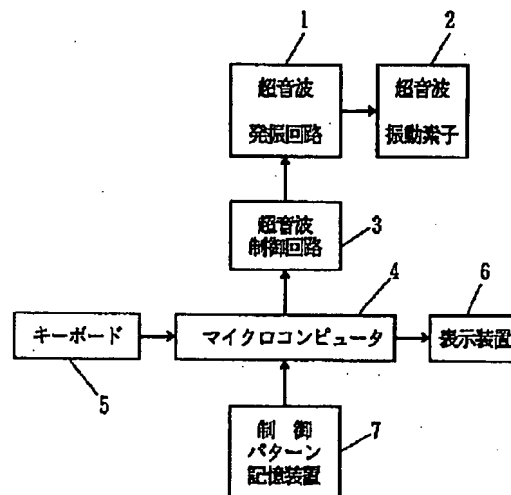 1
2
超音波
発振回路
超音波
振動素子
超音波
制御回路
3
4
6
キーボード
マイクロコンピュータ
表示装置
5
制 御
パターン
記憶装置
7